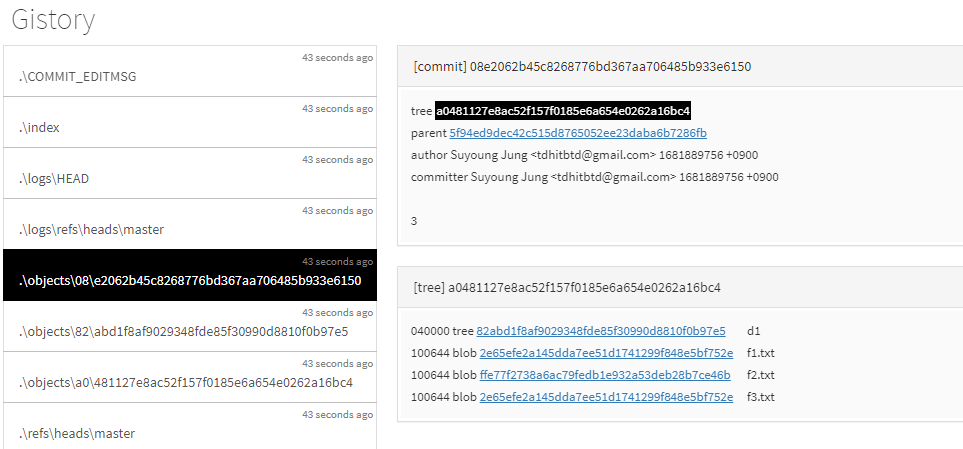 Gistory
43 seconds ago
.\COMMIT_EDITMSG
43 seconds ago
.\index
43 seconds ago
.\logs\HEAD
43 seconds ago
.\logs\refs\heads\master
43 seconds ago
.\objects\08\e2062b45c8268776bd367aa706485b933e6150
43 seconds ago
.\objects\82\abd1f8af9029348fde85f30990d8810f0b97e5
43 seconds ago
.\objects\a0\481127e8ac52f157f0185e6a654e0262a16bc4
43 seconds ago
.\refs\heads\master
[commit] 08e2062b45c8268776bd367aa706485b933e6150
tree a0481127e8ac52f157f0185e6a654e0262a16bc4
parent 5f94ed9dec42c515d8765052ee23daba6b7286fb
author Suyoung Jung <tdhitbtd@gmail.com> 1681889756 +0900
committer Suyoung Jung <tdhitbtd@gmail.com> 1681889756 +0900
3
[tree] a0481127e8ac52f157f0185e6a654e0262a16bc4
040000 tree 82abd1f8af9029348fde85f30990d8810f0b97e5 d1
100644 blob 2e65efe2a145dda7ee51d1741299f848e5bf752e f1.txt
100644 blob ffe77f2738a6ac79fedb1e932a53deb28b7ce46b f2.txt
100644 blob 2e65efe2a145dda7ee51d1741299f848e5bf752e f3.txt